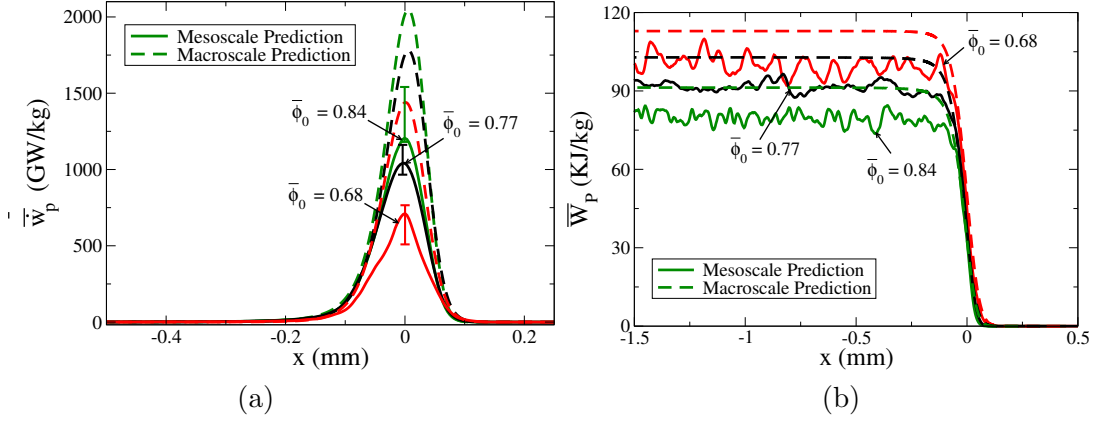 2000
1500
1000
500
0
w̄̇_p (GW/kg)
Mesoscale Prediction
Macroscale Prediction
ϕ̄₀ = 0.84
ϕ̄₀ = 0.77
ϕ̄₀ = 0.68
-0.4 -0.2 0 0.2
x (mm)
(a)
120
90
60
30
0
W̄_P (KJ/kg)
ϕ̄₀ = 0.68
ϕ̄₀ = 0.77
ϕ̄₀ = 0.84
Mesoscale Prediction
Macroscale Prediction
-1.5 -1 -0.5 0 0.5
x (mm)
(b)